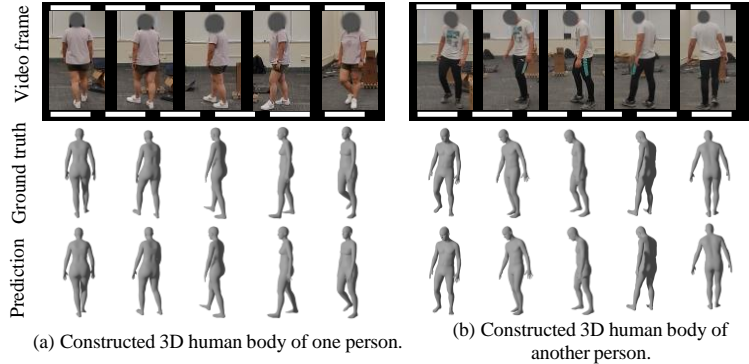 Video frame
Ground truth
Prediction
(a) Constructed 3D human body of one person.
(b) Constructed 3D human body of
another person.